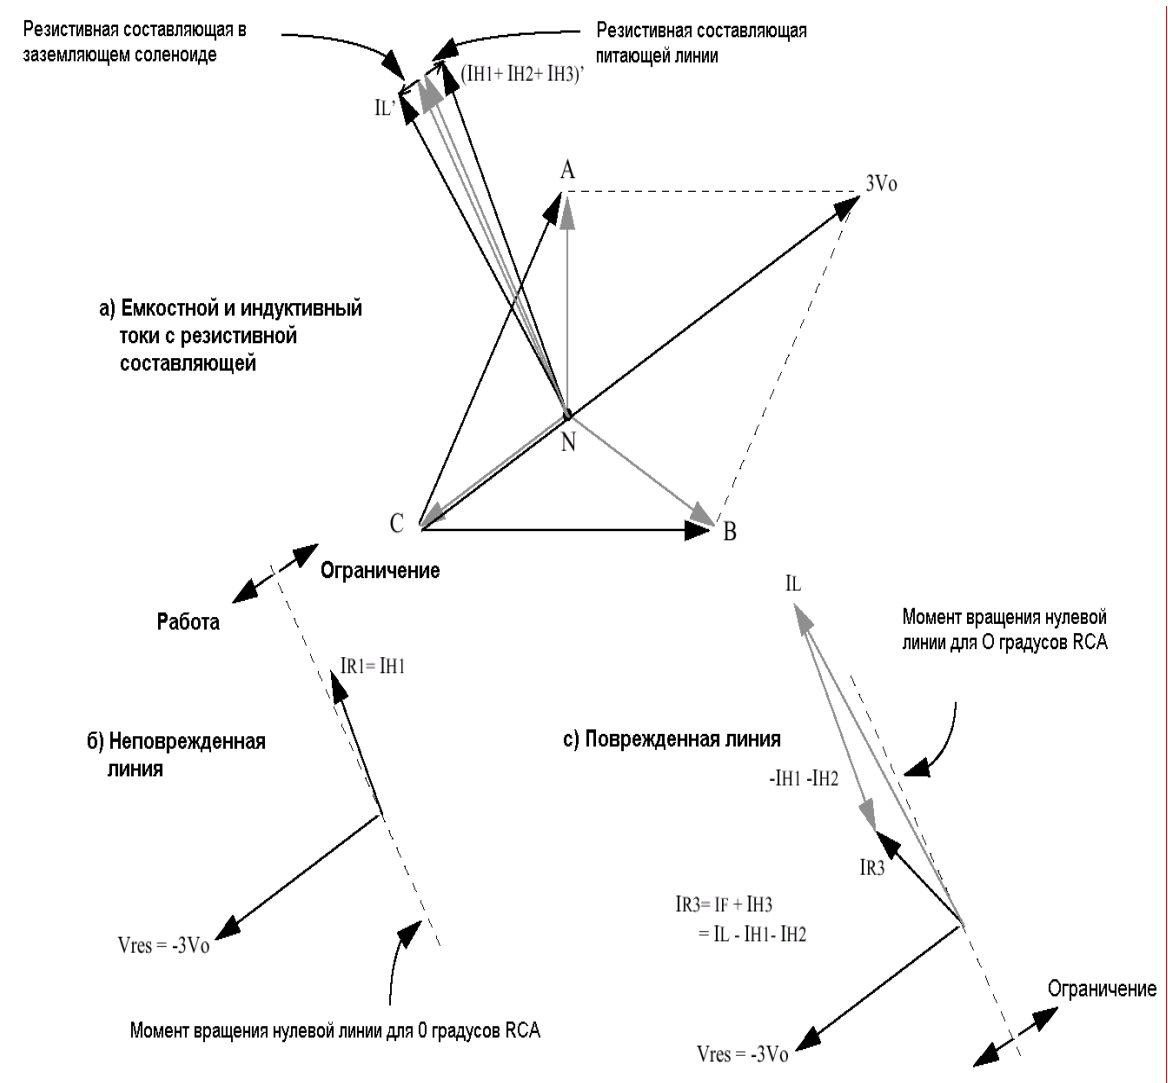 Резистивная составляющая в
заземляющем соленоиде
Резистивная составляющая
питающей линии
(IH1+ IH2+ IH3)’
IL’
A
3Vo
а) Емкостной и индуктивный
токи с резистивной
составляющей
N
C
B
Ограничение
Работа
IR1= IH1
б) Неповрежденная
линия
Vres = -3Vo
Момент вращения нулевой линии для 0 градусов RCA
IL
Момент вращения нулевой
линии для О градусов RCA
с) Поврежденная линия
-IH1 -IH2
IR3
IR3= IF + IH3
= IL - IH1- IH2
Ограничение
Vres = -3Vo